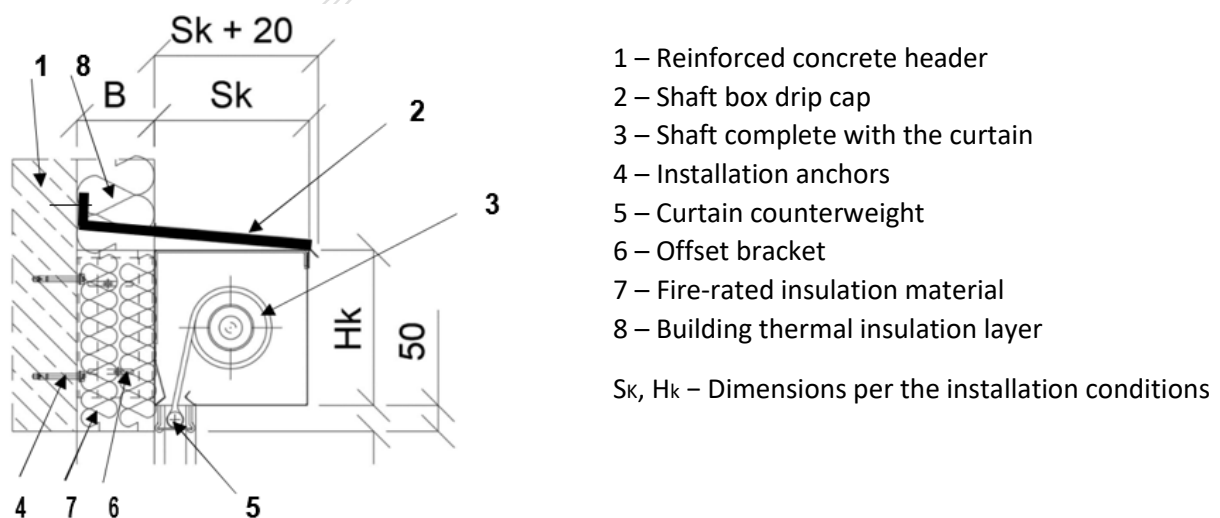 Sk + 20
1 8
B Sk
2
3
Hk
50
4 7 6 5
1 – Reinforced concrete header
2 – Shaft box drip cap
3 – Shaft complete with the curtain
4 – Installation anchors
5 – Curtain counterweight
6 – Offset bracket
7 – Fire-rated insulation material
8 – Building thermal insulation layer
Sк, Hk – Dimensions per the installation conditions